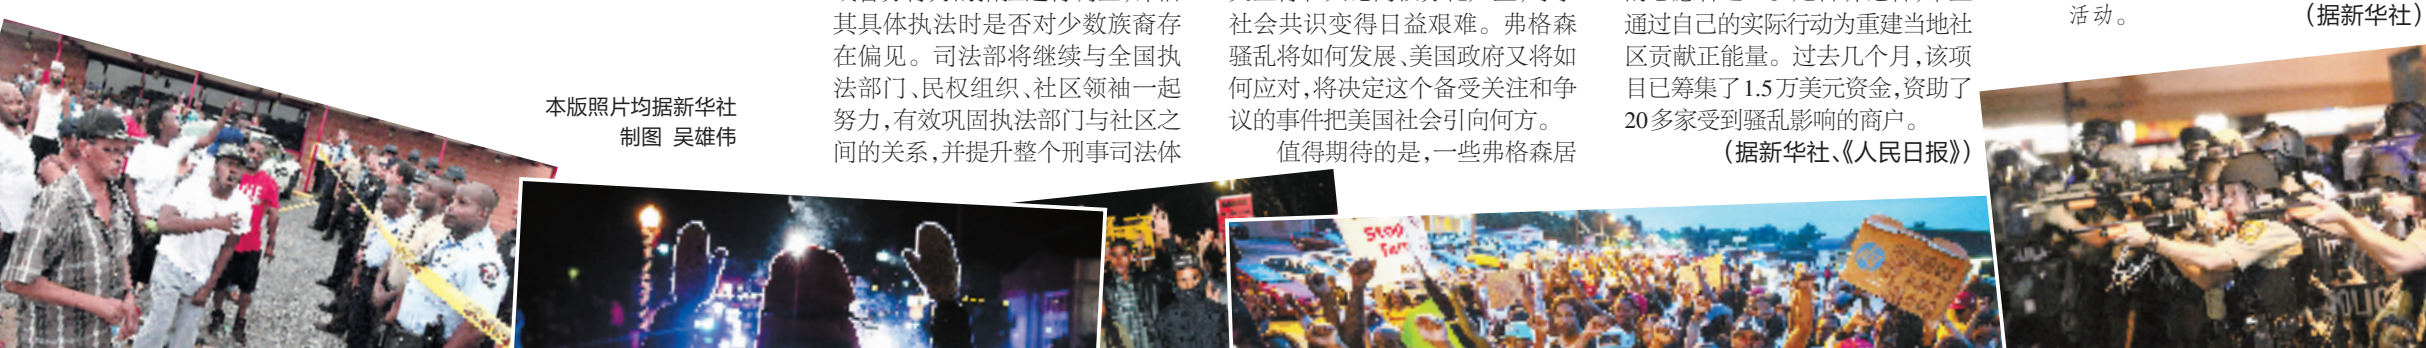 本版照片均据新华社
制图 吴雄伟
其具体执法时是否对少数族裔存
在偏见。司法部将继续与全国执
法部门、民权组织、社区领袖一起
努力,有效巩固执法部门与社区之
间的关系,并提升整个刑事司法体
社会共识变得日益艰难。弗格森
骚乱将如何发展、美国政府又将如
何应对,将决定这个备受关注和争
议的事件把美国社会引向何方。
值得期待的是,一些弗格森居
通过自己的实际行动为重建当地社
区贡献正能量。过去几个月,该项
目已筹集了1.5万美元资金,资助了
20多家受到骚乱影响的商户。
(据新华社、《人民日报》)
活动。
(据新华社)
Stop